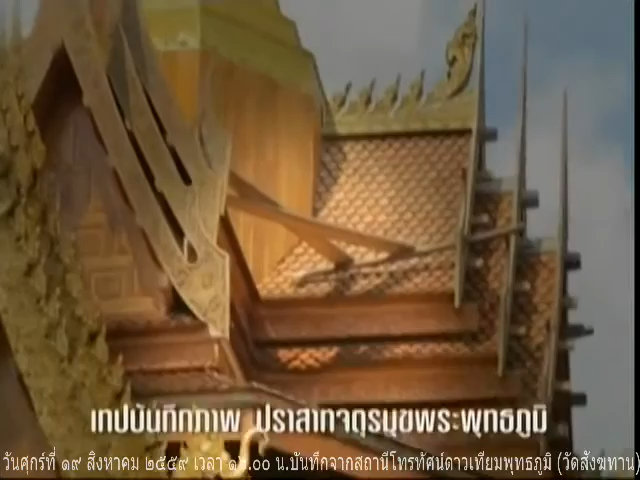 เทปบันทึกภาพ ปราสาทจตุรมุขพระพุทธภูมิ
วันศุกร์ที่ ๑๙ สิงหาคม ๒๕๕๙ เวลา น.บันทึกจากสถานีโทรทัศน์ดาวเทียมพุทธภูมิ (วัดสังฆทาน)